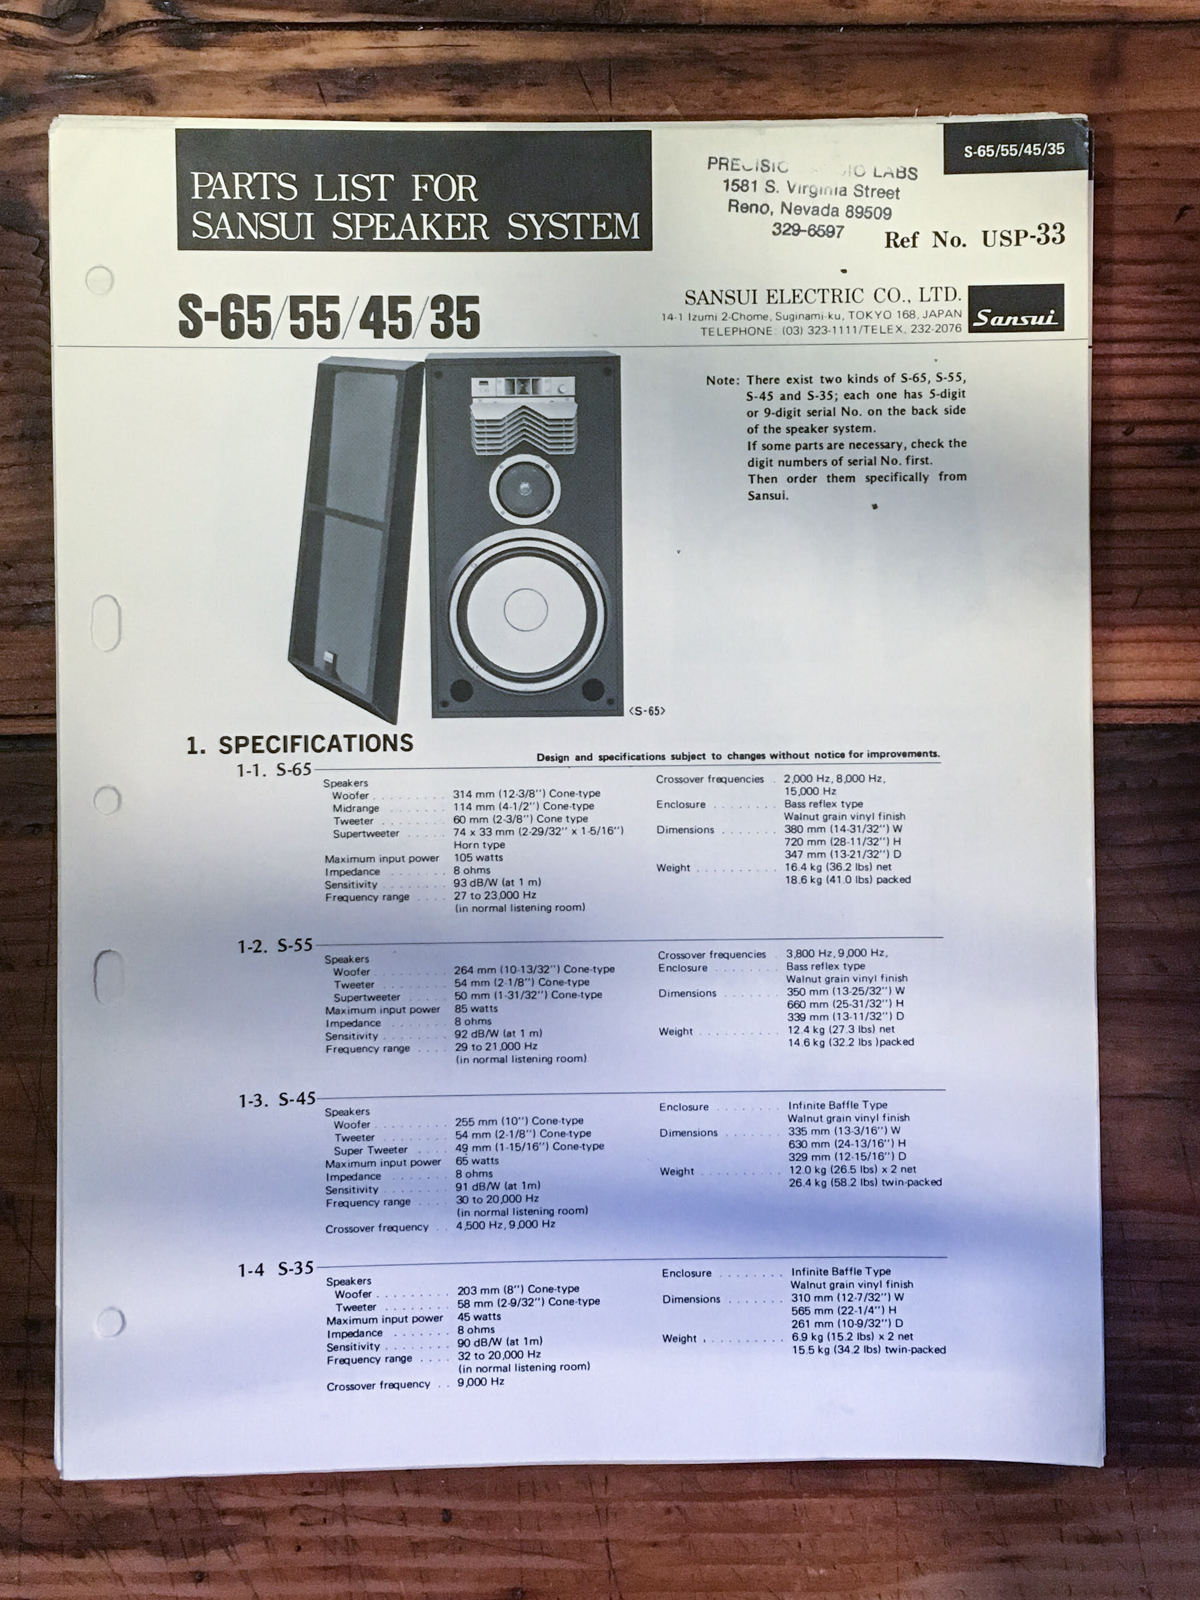 S-65/55/45/35
PARTS LIST FOR
SANSUI SPEAKER SYSTEM
LABS
1581 S. Virginia Street
Reno, Nevada 89509
329-6597
Ref No. USP-33
S-65/55/45/35
SANSUI ELECTRIC CO., LTD.
14-1 Izumi 2-Chome, Suginami-ku, TOKYO 168, JAPAN
TELEPHONE: (03) 323-1111/TELEX. 232-2076
Sansui
Note: There exist two kinds of S-65, S-55,
S-45 and S-35; each one has 5-digit
or 9-digit serial No. on the back side
of the speaker system.
If some parts are necessary, check the
digit numbers of serial No. first.
Then order them specifically from
Sansui.
<S-65>
1. SPECIFICATIONS
Design and specifications subject to changes without notice for improvements.
1-1. S-65
Speakers
Woofer . . . . . . . . . 314 mm (12-3/8'') Cone-type
Midrange . . . . . . . . 114 mm (4-1/2'') Cone-type
Tweeter . . . . . . . . 60 mm (2-3/8'') Cone type
Supertweeter . . . . . 74 x 33 mm (2-29/32'' x 1-5/16'')
Horn type
Maximum input power 105 watts
Impedance . . . . . . . 8 ohms
Sensitivity . . . . . . . 93 dB/W (at 1 m)
Frequency range . . . . 27 to 23,000 Hz
(in normal listening room)
Crossover frequencies . 2,000 Hz, 8,000 Hz,
15,000 Hz
Enclosure . . . . . . . . Bass reflex type
Walnut grain vinyl finish
Dimensions . . . . . . . 380 mm (14-31/32'') W
720 mm (28-11/32'') H
347 mm (13-21/32'') D
Weight . . . . . . . . . . 16.4 kg (36.2 lbs) net
18.6 kg (41.0 lbs) packed
1-2. S-55
Speakers
Woofer . . . . . . . . . 264 mm (10-13/32'') Cone-type
Tweeter . . . . . . . . 54 mm (2-1/8'') Cone-type
Supertweeter . . . . . 50 mm (1-31/32'') Cone-type
Maximum input power 85 watts
Impedance . . . . . . . 8 ohms
Sensitivity . . . . . . . 92 dB/W (at 1 m)
Frequency range . . . . 29 to 21,000 Hz
(in normal listening room)
Crossover frequencies . 3,800 Hz, 9,000 Hz,
Enclosure . . . . . . . . Bass reflex type
Walnut grain vinyl finish
Dimensions . . . . . . . 350 mm (13-25/32'') W
660 mm (25-31/32'') H
339 mm (13-11/32'') D
Weight . . . . . . . . . . 12.4 kg (27.3 lbs) net
14.6 kg (32.2 lbs )packed
1-3. S-45
Speakers
Woofer . . . . . . . . . 255 mm (10'') Cone-type
Tweeter . . . . . . . . 54 mm (2-1/8'') Cone-type
Super Tweeter . . . . 49 mm (1-15/16'') Cone-type
Maximum input power 65 watts
Impedance . . . . . . . 8 ohms
Sensitivity . . . . . . . 91 dB/W (at 1m)
Frequency range . . . . 30 to 20,000 Hz
(in normal listening room)
Crossover frequency . . 4,500 Hz, 9,000 Hz
Enclosure . . . . . . . . Infinite Baffle Type
Walnut grain vinyl finish
Dimensions . . . . . . . 335 mm (13-3/16'') W
630 mm (24-13/16'') H
329 mm (12-15/16'') D
Weight . . . . . . . . . . 12.0 kg (26.5 lbs) x 2 net
26.4 kg (58.2 lbs) twin-packed
1-4 S-35
Speakers
Woofer . . . . . . . . . 203 mm (8'') Cone-type
Tweeter . . . . . . . . 58 mm (2-9/32'') Cone-type
Maximum input power 45 watts
Impedance . . . . . . . 8 ohms
Sensitivity . . . . . . . 90 dB/W (at 1m)
Frequency range . . . . 32 to 20,000 Hz
(in normal listening room)
Crossover frequency . . 9,000 Hz
Enclosure . . . . . . . . Infinite Baffle Type
Walnut grain vinyl finish
Dimensions . . . . . . . 310 mm (12-7/32'') W
565 mm (22-1/4'') H
261 mm (10-9/32'') D
Weight . . . . . . . . . . 6.9 kg (15.2 lbs) x 2 net
15.5 kg (34.2 lbs) twin-packed